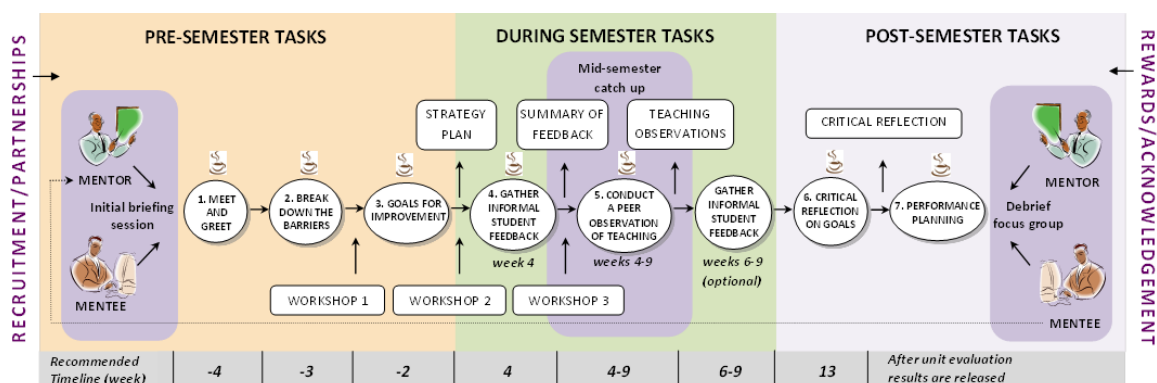 RECRUITMENT/PARTNERSHIPS
PRE-SEMESTER TASKS
DURING SEMESTER TASKS
POST-SEMESTER TASKS
REWARDS/ACKNOWLEDGEMENT
Mid-semester
catch up
STRATEGY
PLAN
SUMMARY OF
FEEDBACK
TEACHING
OBSERVATIONS
CRITICAL REFLECTION
MENTOR
Initial briefing
session
MENTEE
1. MEET
AND
GREET
2. BREAK
DOWN THE
BARRIERS
3. GOALS FOR
IMPROVEMENT
4. GATHER
INFORMAL
STUDENT
FEEDBACK
week 4
5. CONDUCT
A PEER
OBSERVATION
OF TEACHING
weeks 4-9
GATHER
INFORMAL
STUDENT
FEEDBACK
weeks 6-9
(optional)
6. CRITICAL
REFLECTION
ON GOALS
7. PERFORMANCE
PLANNING
MENTOR
Debrief
focus group
MENTEE
WORKSHOP 1
WORKSHOP 2
WORKSHOP 3
Recommended
Timeline (week)
-4
-3
-2
4
4-9
6-9
13
After unit evaluation
results are released